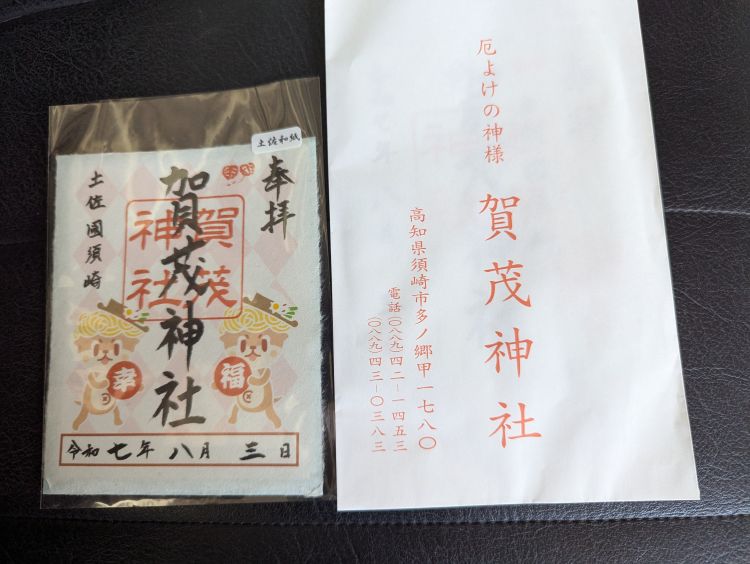 土佐和紙
奉拝
賀茂神社
賀茂
神社
土佐國須崎
幸
福
令和七年八月三日
厄よけの神様
賀茂神社
高知県須崎市多ノ郷甲一七八〇
電話(〇八八九)四二ー一四五三
(〇八八九)四三ー〇三八三